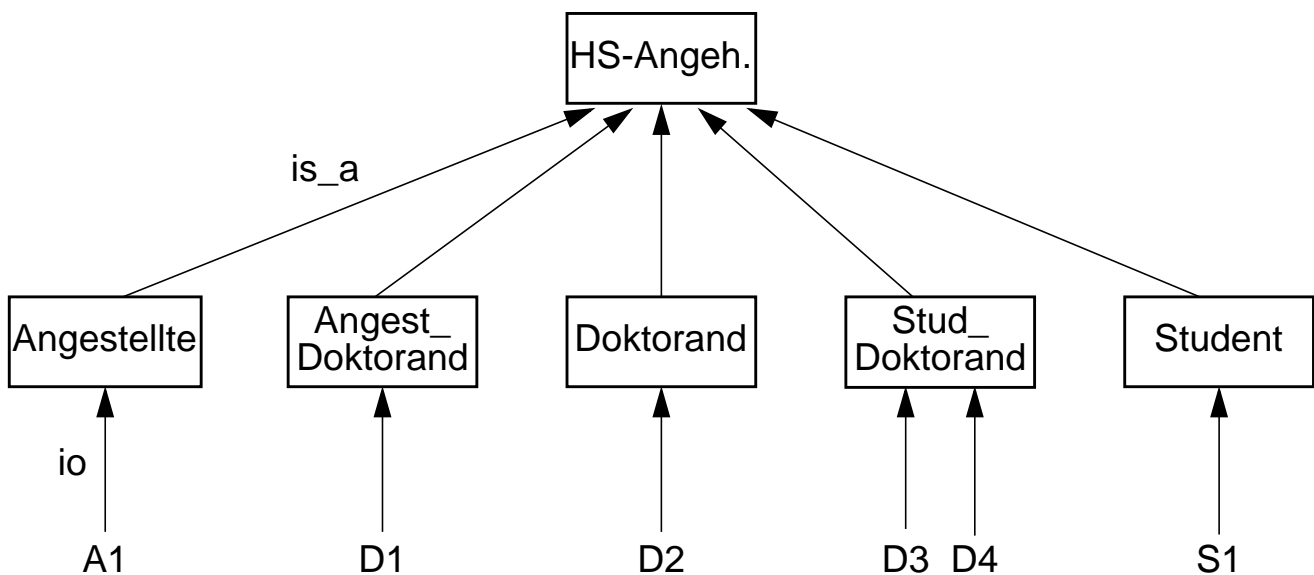 HS-Angeh.
is_a
Angestellte
Angest_
Doktorand
Doktorand
Stud_
Doktorand
Student
io
A1
D1
D2
D3
D4
S1